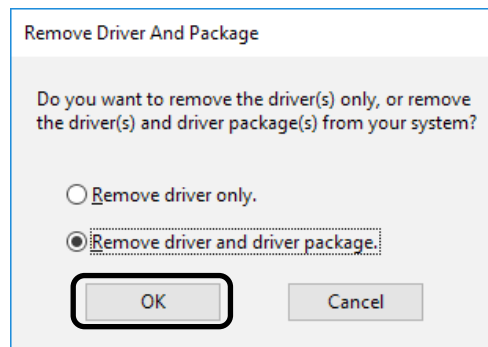 Remove Driver And Package
Do you want to remove the driver(s) only, or remove
the driver(s) and driver package(s) from your system?
Remove driver only.
Remove driver and driver package.
OK
Cancel